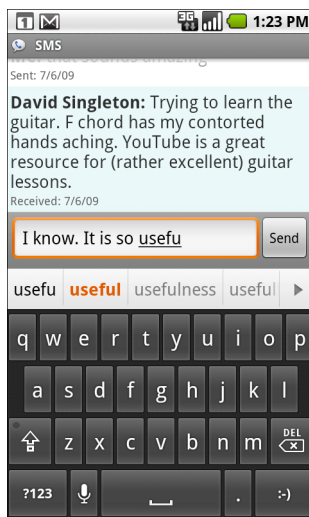 1 3G 1:23 PM
SMS
Me: that sounds amazing
Sent: 7/6/09
David Singleton: Trying to learn the
guitar. F chord has my contorted
hands aching. YouTube is a great
resource for (rather excellent) guitar
lessons.
Received: 7/6/09
I know. It is so usefu Send
usefu useful usefulness useful
q w e r t y u i o p
a s d f g h j k l
z x c v b n m DEL
?123 . :-)